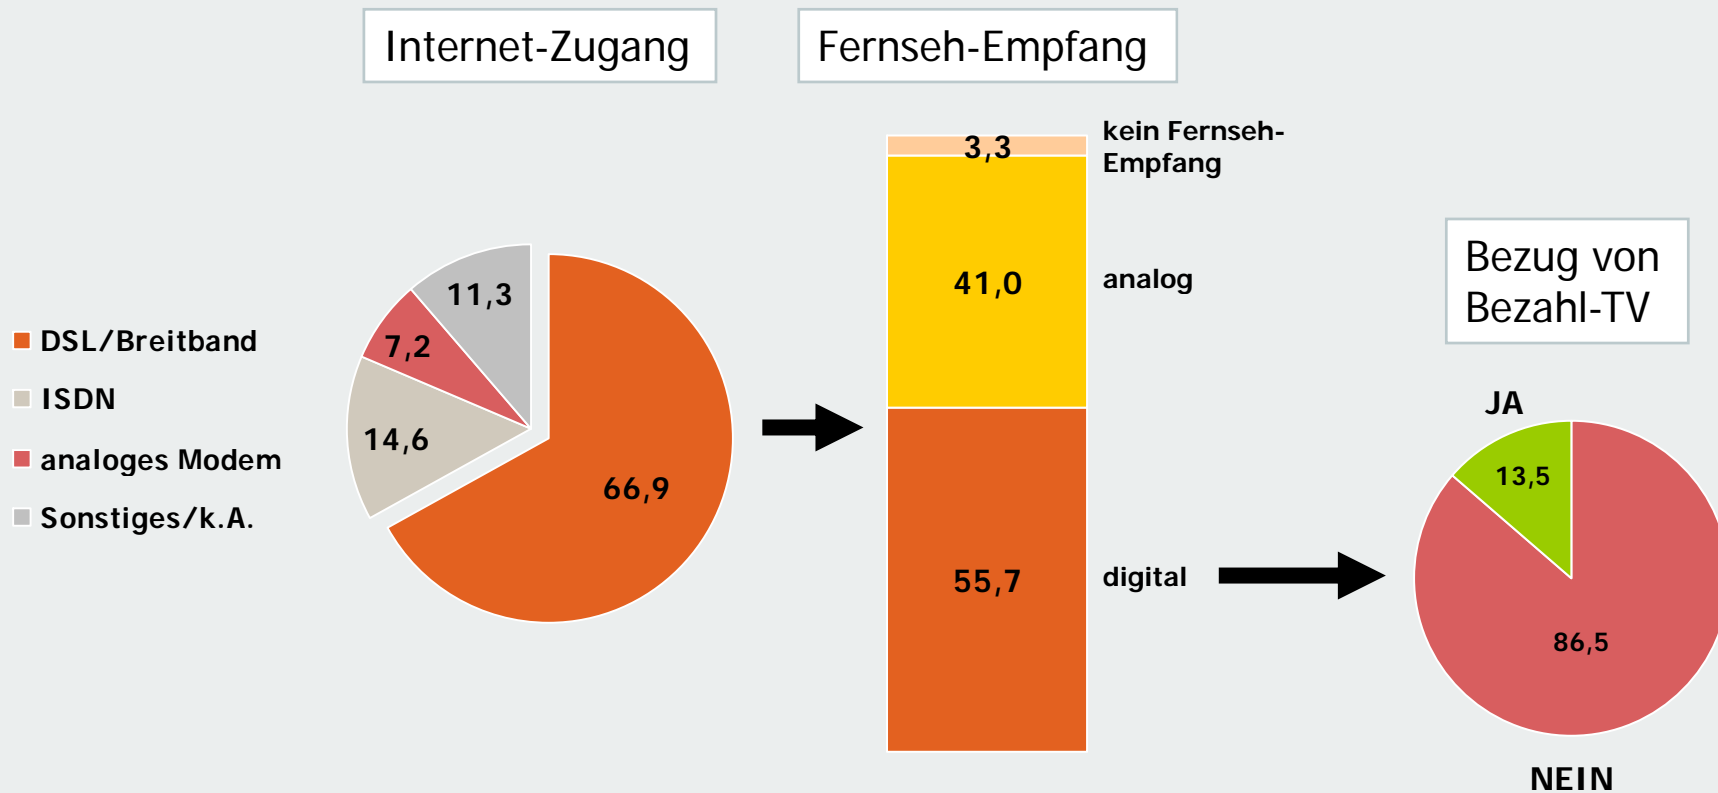 Internet-Zugang
Fernseh-Empfang
Bezug von
Bezahl-TV
DSL/Breitband
ISDN
analoges Modem
Sonstiges/k.A.
11,3
7,2
14,6
66,9
3,3
41,0
55,7
kein Fernseh-
Empfang
analog
digital
JA
13,5
86,5
NEIN